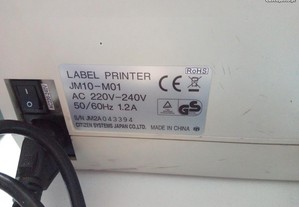 RoHS
LABEL PRINTER
JM10-M01
AC 220V-240V
50/60Hz 1.2A
S/N JM2A043394
CITIZEN SYSTEMS JAPAN CO.,LTD. MADE IN CHINA